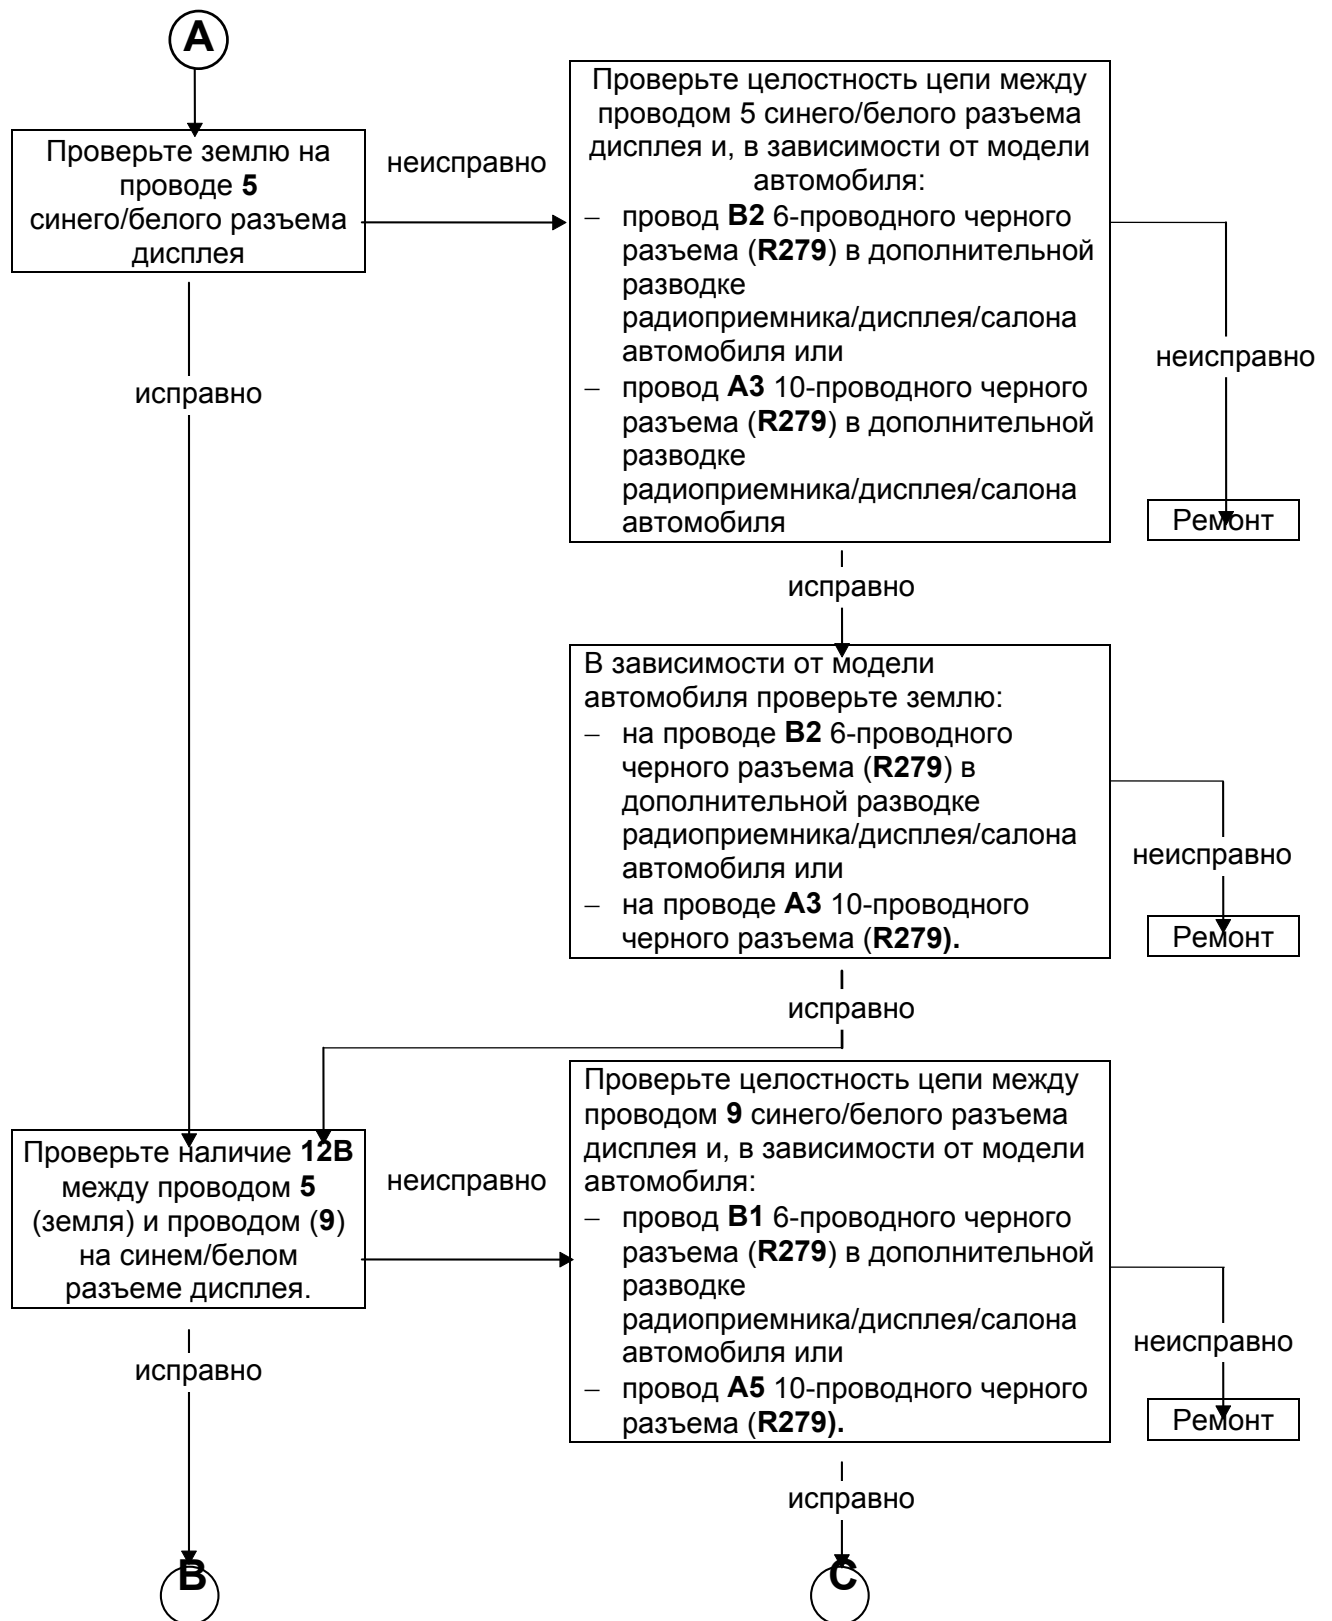 A
Проверьте землю на
проводе 5
синего/белого разъема
дисплея
неисправно
Проверьте целостность цепи между
проводом 5 синего/белого разъема
дисплея и, в зависимости от модели
автомобиля:
– провод B2 6-проводного черного
разъема (R279) в дополнительной
разводке
радиоприемника/дисплея/салона
автомобиля или
– провод A3 10-проводного черного
разъема (R279) в дополнительной
разводке
радиоприемника/дисплея/салона
автомобиля
неисправно
Ремонт
исправно
исправно
В зависимости от модели
автомобиля проверьте землю:
– на проводе B2 6-проводного
черного разъема (R279) в
дополнительной разводке
радиоприемника/дисплея/салона
автомобиля или
– на проводе A3 10-проводного
черного разъема (R279).
неисправно
Ремонт
исправно
Проверьте наличие 12В
между проводом 5
(земля) и проводом (9)
на синем/белом
разъеме дисплея.
неисправно
Проверьте целостность цепи между
проводом 9 синего/белого разъема
дисплея и, в зависимости от модели
автомобиля:
– провод B1 6-проводного черного
разъема (R279) в дополнительной
разводке
радиоприемника/дисплея/салона
автомобиля или
– провод A5 10-проводного черного
разъема (R279).
неисправно
Ремонт
исправно
исправно
B
C